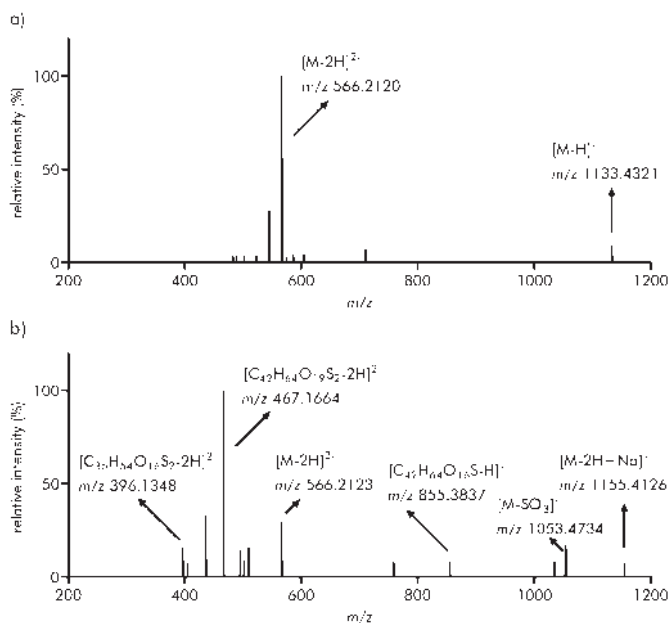 a)
[M-2H]²⁻
m/z 566.2120
[M-H]⁻
m/z 1133.4321
relative intensity (%)
100
50
0
200 400 600 800 1000 1200
m/z
b)
[C₄₂H₆₄O₁₉S₂-2H]²
m/z 467.1664
[C₃₅H₅₄O₁₆S₂-2H]²
m/z 396.1348
[M-2H]²⁻
m/z 566.2123
[C₄₂H₆₄O₁₆S-H]⁻
m/z 855.3837
[M-SO₃]⁻
m/z 1053.4734
[M-2H+Na]⁻
m/z 1155.4126
relative intensity (%)
100
50
0
200 400 600 800 1000 1200
m/z